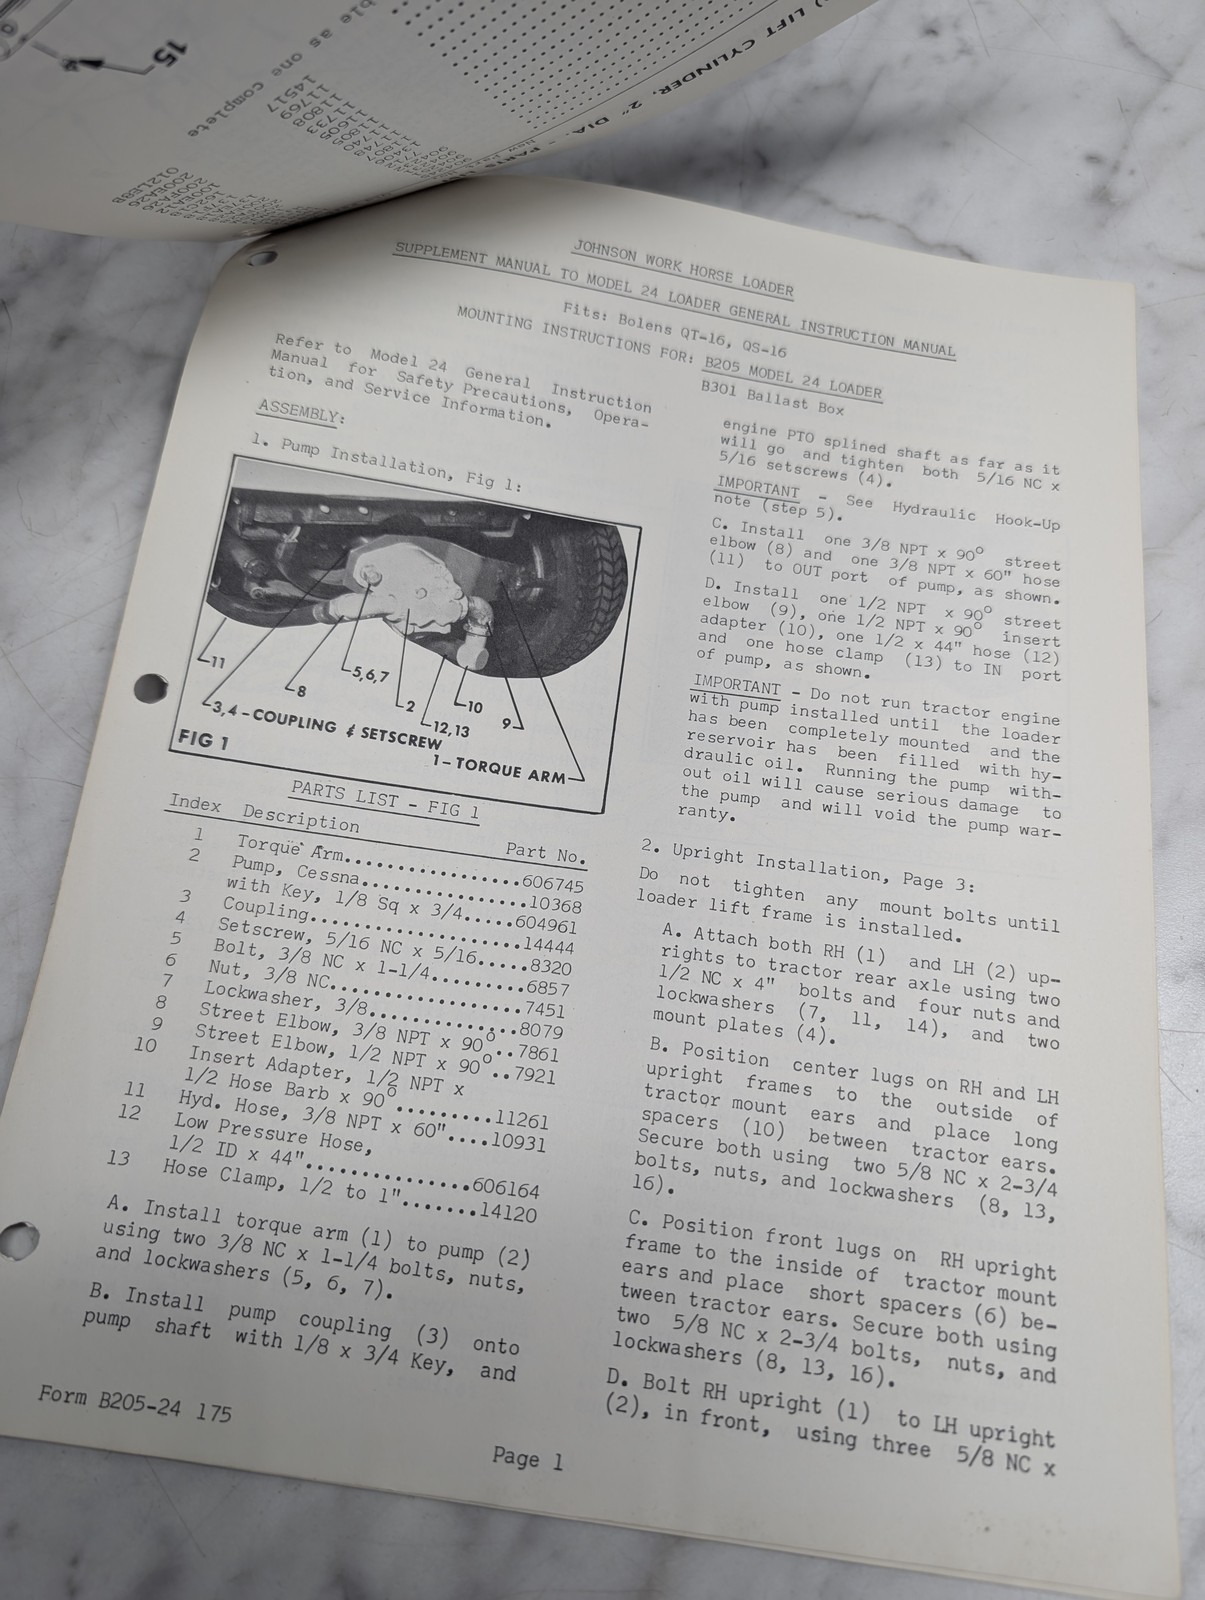 15
ble as one
complete
14517
11769
11808
) LIFT CYLINDER, 2" DIA. - PARTS
JOHNSON WORK HORSE LOADER
SUPPLEMENT MANUAL TO MODEL 24 LOADER GENERAL INSTRUCTION MANUAL
Fits: Bolens QT-16, QS-16
MOUNTING INSTRUCTIONS FOR: B205 MODEL 24 LOADER
B301 Ballast Box
Refer to Model 24 General Instruction
Manual for Safety Precautions, Opera-
tion, and Service Information.
ASSEMBLY:
1. Pump Installation, Fig 1:
11
8
5,6,7
2
12,13
10
9
3,4-COUPLING & SETSCREW
1-TORQUE ARM
FIG 1
PARTS LIST - FIG 1
Index Description Part No.
1 Torque Arm.................606745
2 Pump, Cessna...............10368
with Key, 1/8 Sq x 3/4.....604961
3 Coupling...................14444
4 Setscrew, 5/16 NC x 5/16.....8320
5 Bolt, 3/8 NC x 1-1/4.........6857
6 Nut, 3/8 NC.................7451
7 Lockwasher, 3/8..............8079
8 Street Elbow, 3/8 NPT x 90°..7861
9 Street Elbow, 1/2 NPT x 90°..7921
10 Insert Adapter, 1/2 NPT x
1/2 Hose Barb x 90°.........11261
11 Hyd. Hose, 3/8 NPT x 60"....10931
12 Low Pressure Hose,
1/2 ID x 44"...............606164
13 Hose Clamp, 1/2 to 1".......14120
A. Install torque arm (1) to pump (2)
using two 3/8 NC x 1-1/4 bolts, nuts,
and lockwashers (5, 6, 7).
B. Install pump coupling (3) onto
pump shaft with 1/8 x 3/4 Key, and
engine PTO splined shaft as far as it
will go and tighten both 5/16 NC x
5/16 setscrews (4).
IMPORTANT - See Hydraulic Hook-Up
note (step 5).
C. Install one 3/8 NPT x 90° street
elbow (8) and one 3/8 NPT x 60" hose
(11) to OUT port of pump, as shown.
D. Install one 1/2 NPT x 90° street
elbow (9), one 1/2 NPT x 90° insert
adapter (10), one 1/2 x 44" hose (12)
and one hose clamp (13) to IN port
of pump, as shown.
IMPORTANT - Do not run tractor engine
with pump installed until the loader
has been completely mounted and the
reservoir has been filled with hy-
draulic oil. Running the pump with-
out oil will cause serious damage to
the pump and will void the pump war-
ranty.
2. Upright Installation, Page 3:
Do not tighten any mount bolts until
loader lift frame is installed.
A. Attach both RH (1) and LH (2) up-
rights to tractor rear axle using two
1/2 NC x 4" bolts and four nuts and
lockwashers (7, 11, 14), and two
mount plates (4).
B. Position center lugs on RH and LH
upright frames to the outside of
tractor mount ears and place long
spacers (10) between tractor ears.
Secure both using two 5/8 NC x 2-3/4
bolts, nuts, and lockwashers (8, 13,
16).
C. Position front lugs on RH upright
frame to the inside of tractor mount
ears and place short spacers (6) be-
tween tractor ears. Secure both using
two 5/8 NC x 2-3/4 bolts, nuts, and
lockwashers (8, 13, 16).
D. Bolt RH upright (1) to LH upright
(2), in front, using three 5/8 NC x
Form B205-24 175
Page 1